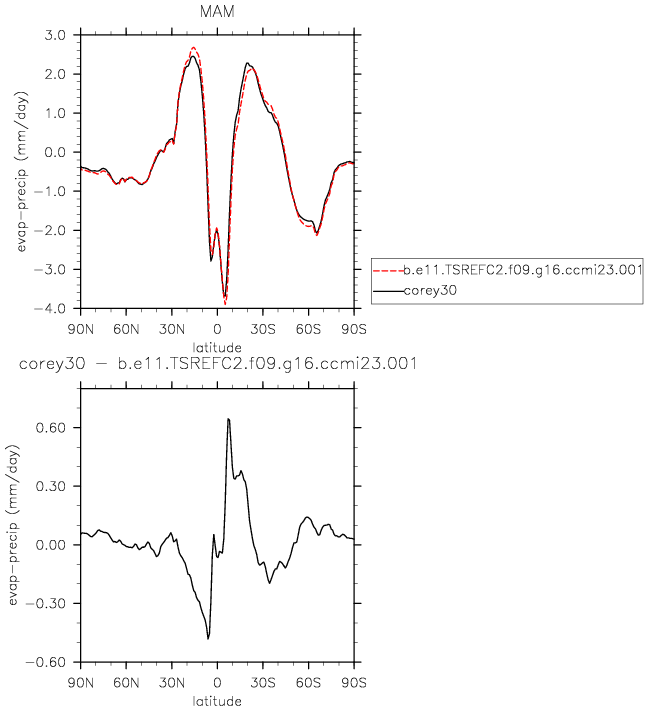 MAM
evap-precip (mm/day)
3.0
2.0
1.0
0.0
-1.0
-2.0
-3.0
-4.0
90N 60N 30N 0 30S 60S 90S
latitude
b.e11.TSREFC2.f09.g16.ccmi23.001
corey30
corey30 - b.e11.TSREFC2.f09.g16.ccmi23.001
evap-precip (mm/day)
0.60
0.30
0.00
-0.30
-0.60
90N 60N 30N 0 30S 60S 90S
latitude